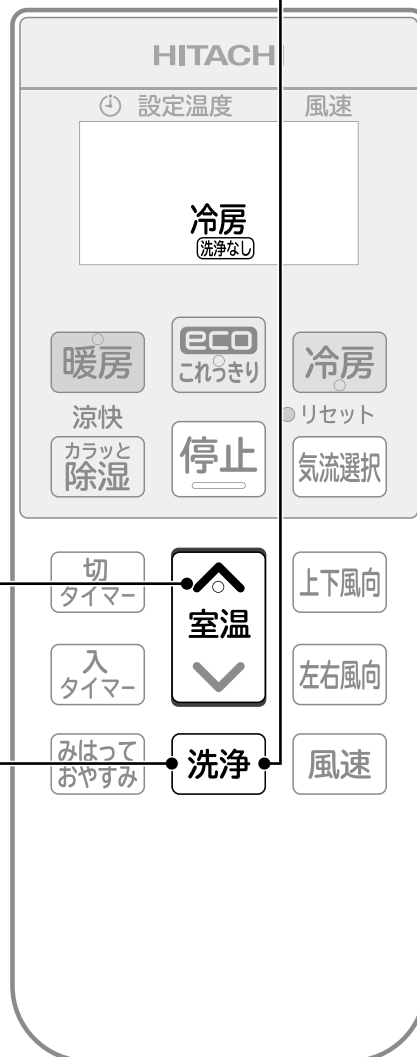 HITACHI
設定温度 風速
冷房
洗浄なし
暖房
eco
これっきり
冷房
涼快
リセット
カラッと
除湿
停止
気流選択
切
タイマー
室温
上下風向
入
タイマー
左右風向
みはって
おやすみ
洗浄
風速